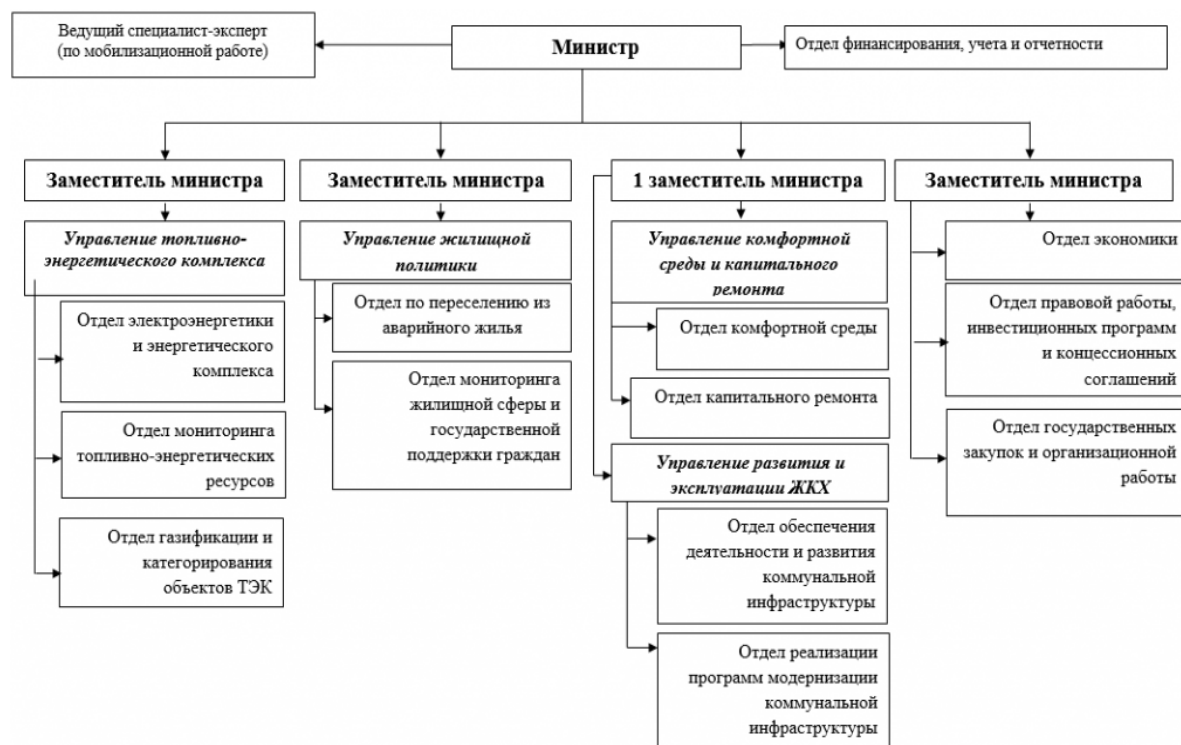 Ведущий специалист-эксперт
(по мобилизационной работе)
Министр
Отдел финансирования, учета и отчетности
Заместитель министра
Заместитель министра
1 заместитель министра
Заместитель министра
Управление топливно-
энергетического комплекса
Отдел электроэнергетики
и энергетического
комплекса
Отдел мониторинга
топливно-энергетических
ресурсов
Отдел газификации и
категорирования
объектов ТЭК
Управление жилищной
политики
Отдел по переселению из
аварийного жилья
Отдел мониторинга
жилищной сферы и
государственной
поддержки граждан
Управление комфортной
среды и капитального
ремонта
Отдел комфортной среды
Отдел капитального ремонта
Управление развития и
эксплуатации ЖКХ
Отдел обеспечения
деятельности и развития
коммунальной
инфраструктуры
Отдел реализации
программ модернизации
коммунальной
инфраструктуры
Отдел экономики
Отдел правовой работы,
инвестиционных программ
и концессионных
соглашений
Отдел государственных
закупок и организационной
работы